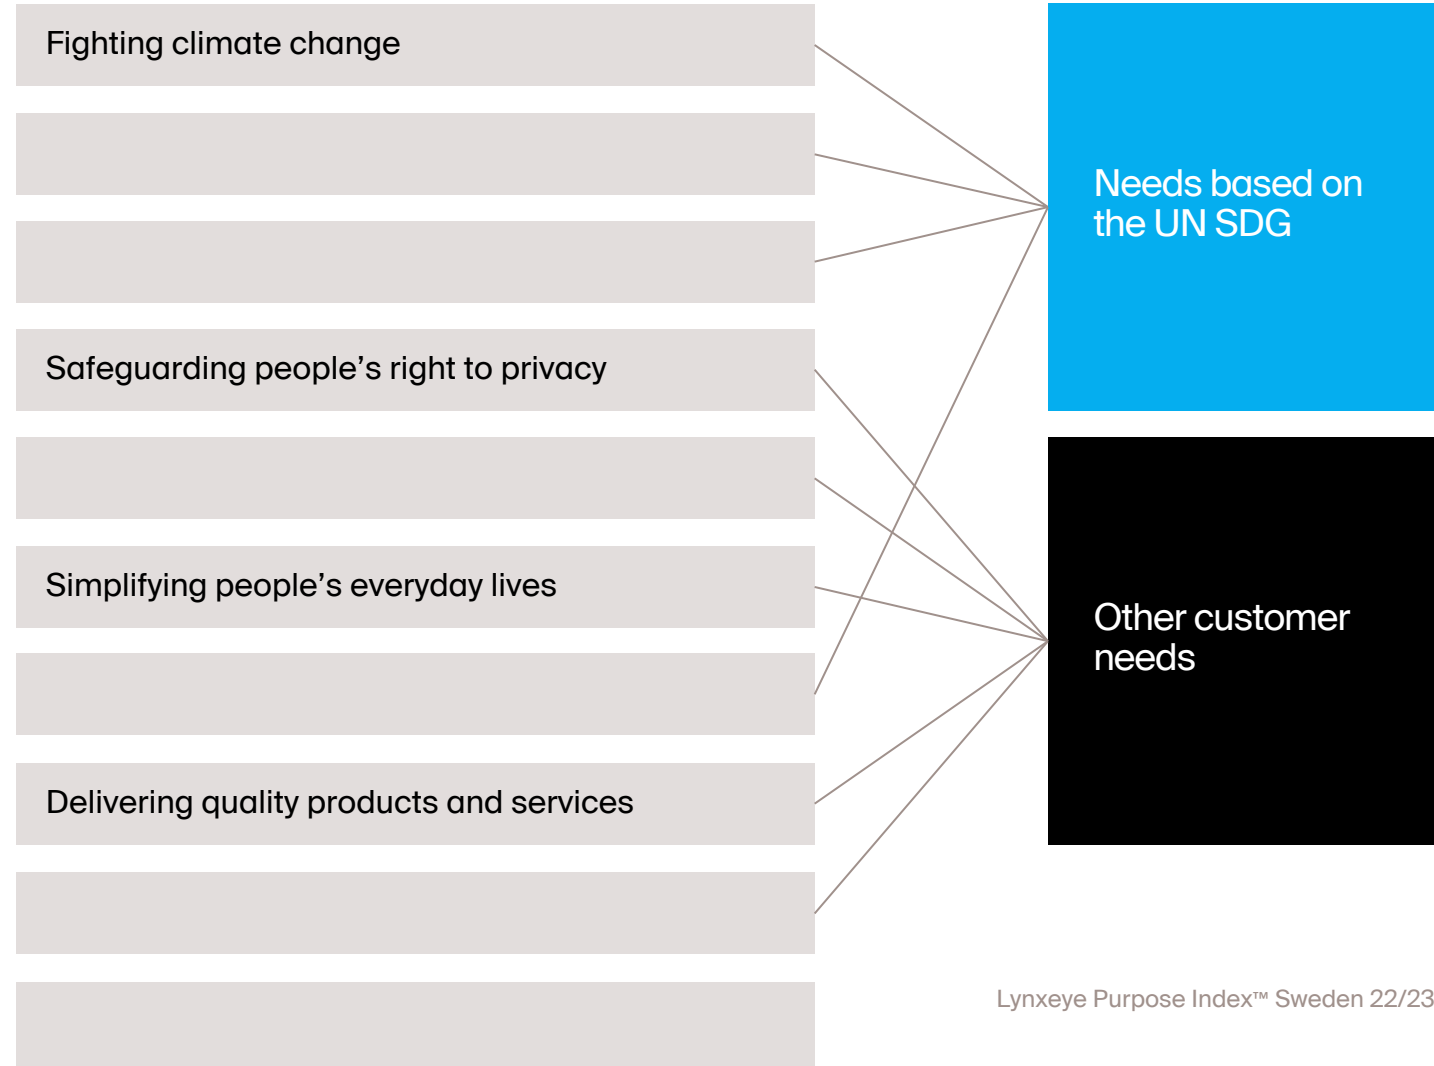 Fighting climate change
Safeguarding people’s right to privacy
Simplifying people’s everyday lives
Delivering quality products and services
Needs based on
the UN SDG
Other customer
needs
Lynxeye Purpose Index™ Sweden 22/23